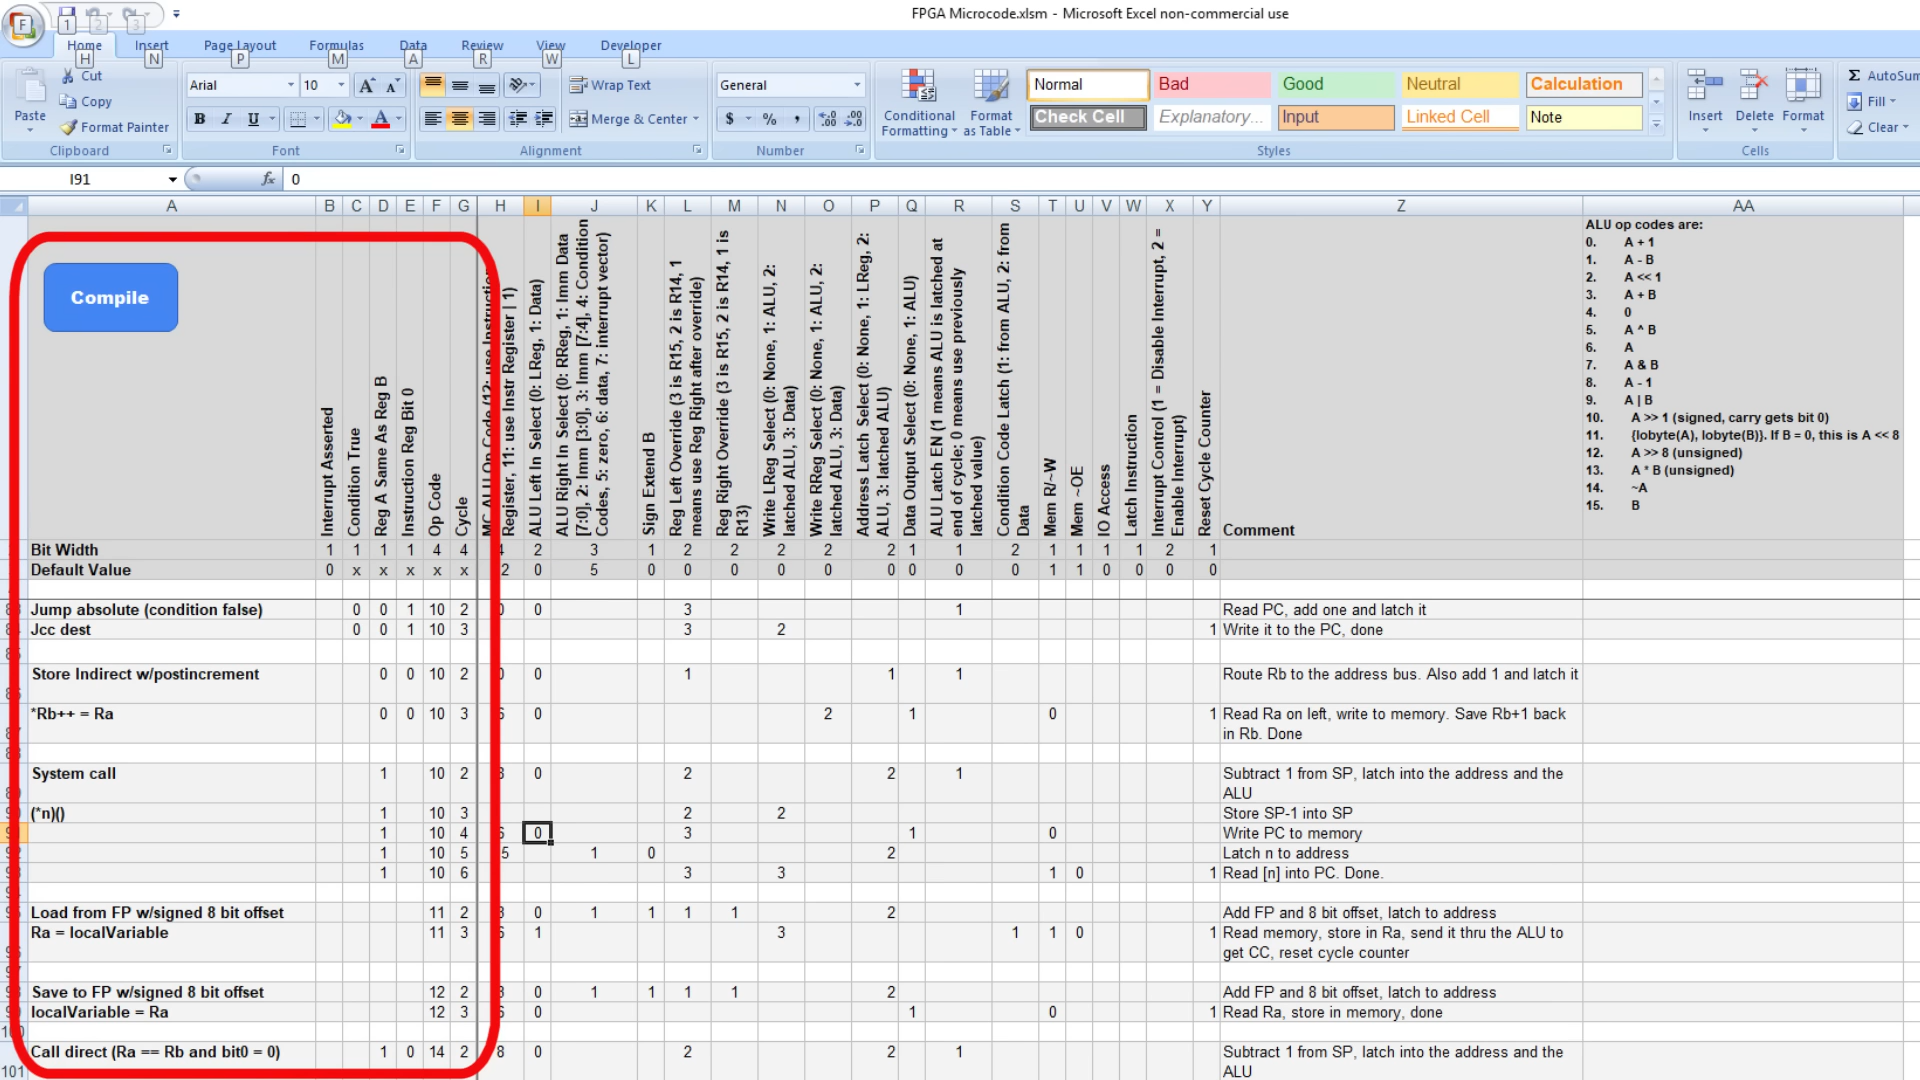 FPGA Microcode.xlsm - Microsoft Excel non-commercial use
F 1 2 3
Home Insert Page Layout Formulas Data Review View Developer
H N P M A R W L
Paste Cut Copy Format Painter Clipboard
Arial 10 B I U A Font
Wrap Text Merge & Center Alignment
General $ % , Number
Conditional Formatting Format as Table
Normal Bad Good Neutral Calculation
Check Cell Explanatory... Input Linked Cell Note
Styles
Insert Delete Format Cells
Σ AutoSum
Fill
Clear
I91 fx 0
A B C D E F G H I J K L M N O P Q R S T U V W X Y Z AA
Compile
Interrupt Asserted
Condition True
Reg A Same As Reg B
Instruction Reg Bit 0
Op Code
Cycle
MC ALU Op Code (12: use Instruction Register, 11: use Instr Register | 1)
ALU Left In Select (0: LReg, 1: Data)
ALU Right In Select (0: RReg, 1: Imm Data [7:0], 2: Imm [3:0], 3: Imm [7:4], 4: Condition Codes, 5: zero, 6: data, 7: interrupt vector)
Sign Extend B
Reg Left Override (3 is R15, 2 is R14, 1 means use Reg Right after override)
Reg Right Override (3 is R15, 2 is R14, 1 is R13)
Write LReg Select (0: None, 1: ALU, 2: latched ALU, 3: Data)
Write RReg Select (0: None, 1: ALU, 2: latched ALU, 3: Data)
Address Latch Select (0: None, 1: LReg, 2: ALU, 3: latched ALU)
Data Output Select (0: None, 1: ALU)
ALU Latch EN (1 means ALU is latched at end of cycle; 0 means use previously latched value)
Condition Code Latch (1: from ALU, 2: from Data
Mem R/~W
Mem ~OE
IO Access
Latch Instruction
Interrupt Control (1 = Disable Interrupt, 2 = Enable Interrupt)
Reset Cycle Counter
Comment
ALU op codes are:
0. A + 1
1. A - B
2. A << 1
3. A + B
4. 0
5. A ^ B
6. A
7. A & B
8. A - 1
9. A | B
10. A >> 1 (signed, carry gets bit 0)
11. {lobyte(A), lobyte(B)}. If B = 0, this is A << 8
12. A >> 8 (unsigned)
13. A * B (unsigned)
14. ~A
15. B
Bit Width 1 1 1 1 4 4 4 2 3 1 2 2 2 2 2 1 1 2 1 1 1 1 2 1
Default Value 0 x x x x x 2 0 5 0 0 0 0 0 0 0 0 0 1 1 0 0 0 0
Jump absolute (condition false) 0 0 1 10 2 0 0 3 1 Read PC, add one and latch it
Jcc dest 0 0 1 10 3 3 2 1 Write it to the PC, done
Store Indirect w/postincrement 0 0 10 2 0 0 1 1 1 Route Rb to the address bus. Also add 1 and latch it
*Rb++ = Ra 0 0 10 3 6 0 2 1 0 1 Read Ra on left, write to memory. Save Rb+1 back
in Rb. Done
System call 1 10 2 8 0 2 2 1 Subtract 1 from SP, latch into the address and the
ALU
(*n)() 1 10 3 2 2 Store SP-1 into SP
1 10 4 6 0 3 1 0 Write PC to memory
1 10 5 5 1 0 2 Latch n to address
1 10 6 3 3 1 0 1 Read [n] into PC. Done.
Load from FP w/signed 8 bit offset 11 2 3 0 1 1 1 1 2 Add FP and 8 bit offset, latch to address
Ra = localVariable 11 3 6 1 3 1 1 0 1 Read memory, store in Ra, send it thru the ALU to
get CC, reset cycle counter
Save to FP w/signed 8 bit offset 12 2 3 0 1 1 1 1 2 Add FP and 8 bit offset, latch to address
localVariable = Ra 12 3 6 0 1 0 1 Read Ra, store in memory, done
100
Call direct (Ra == Rb and bit0 = 0) 1 0 14 2 8 0 2 2 1 Subtract 1 from SP, latch into the address and the
101 ALU